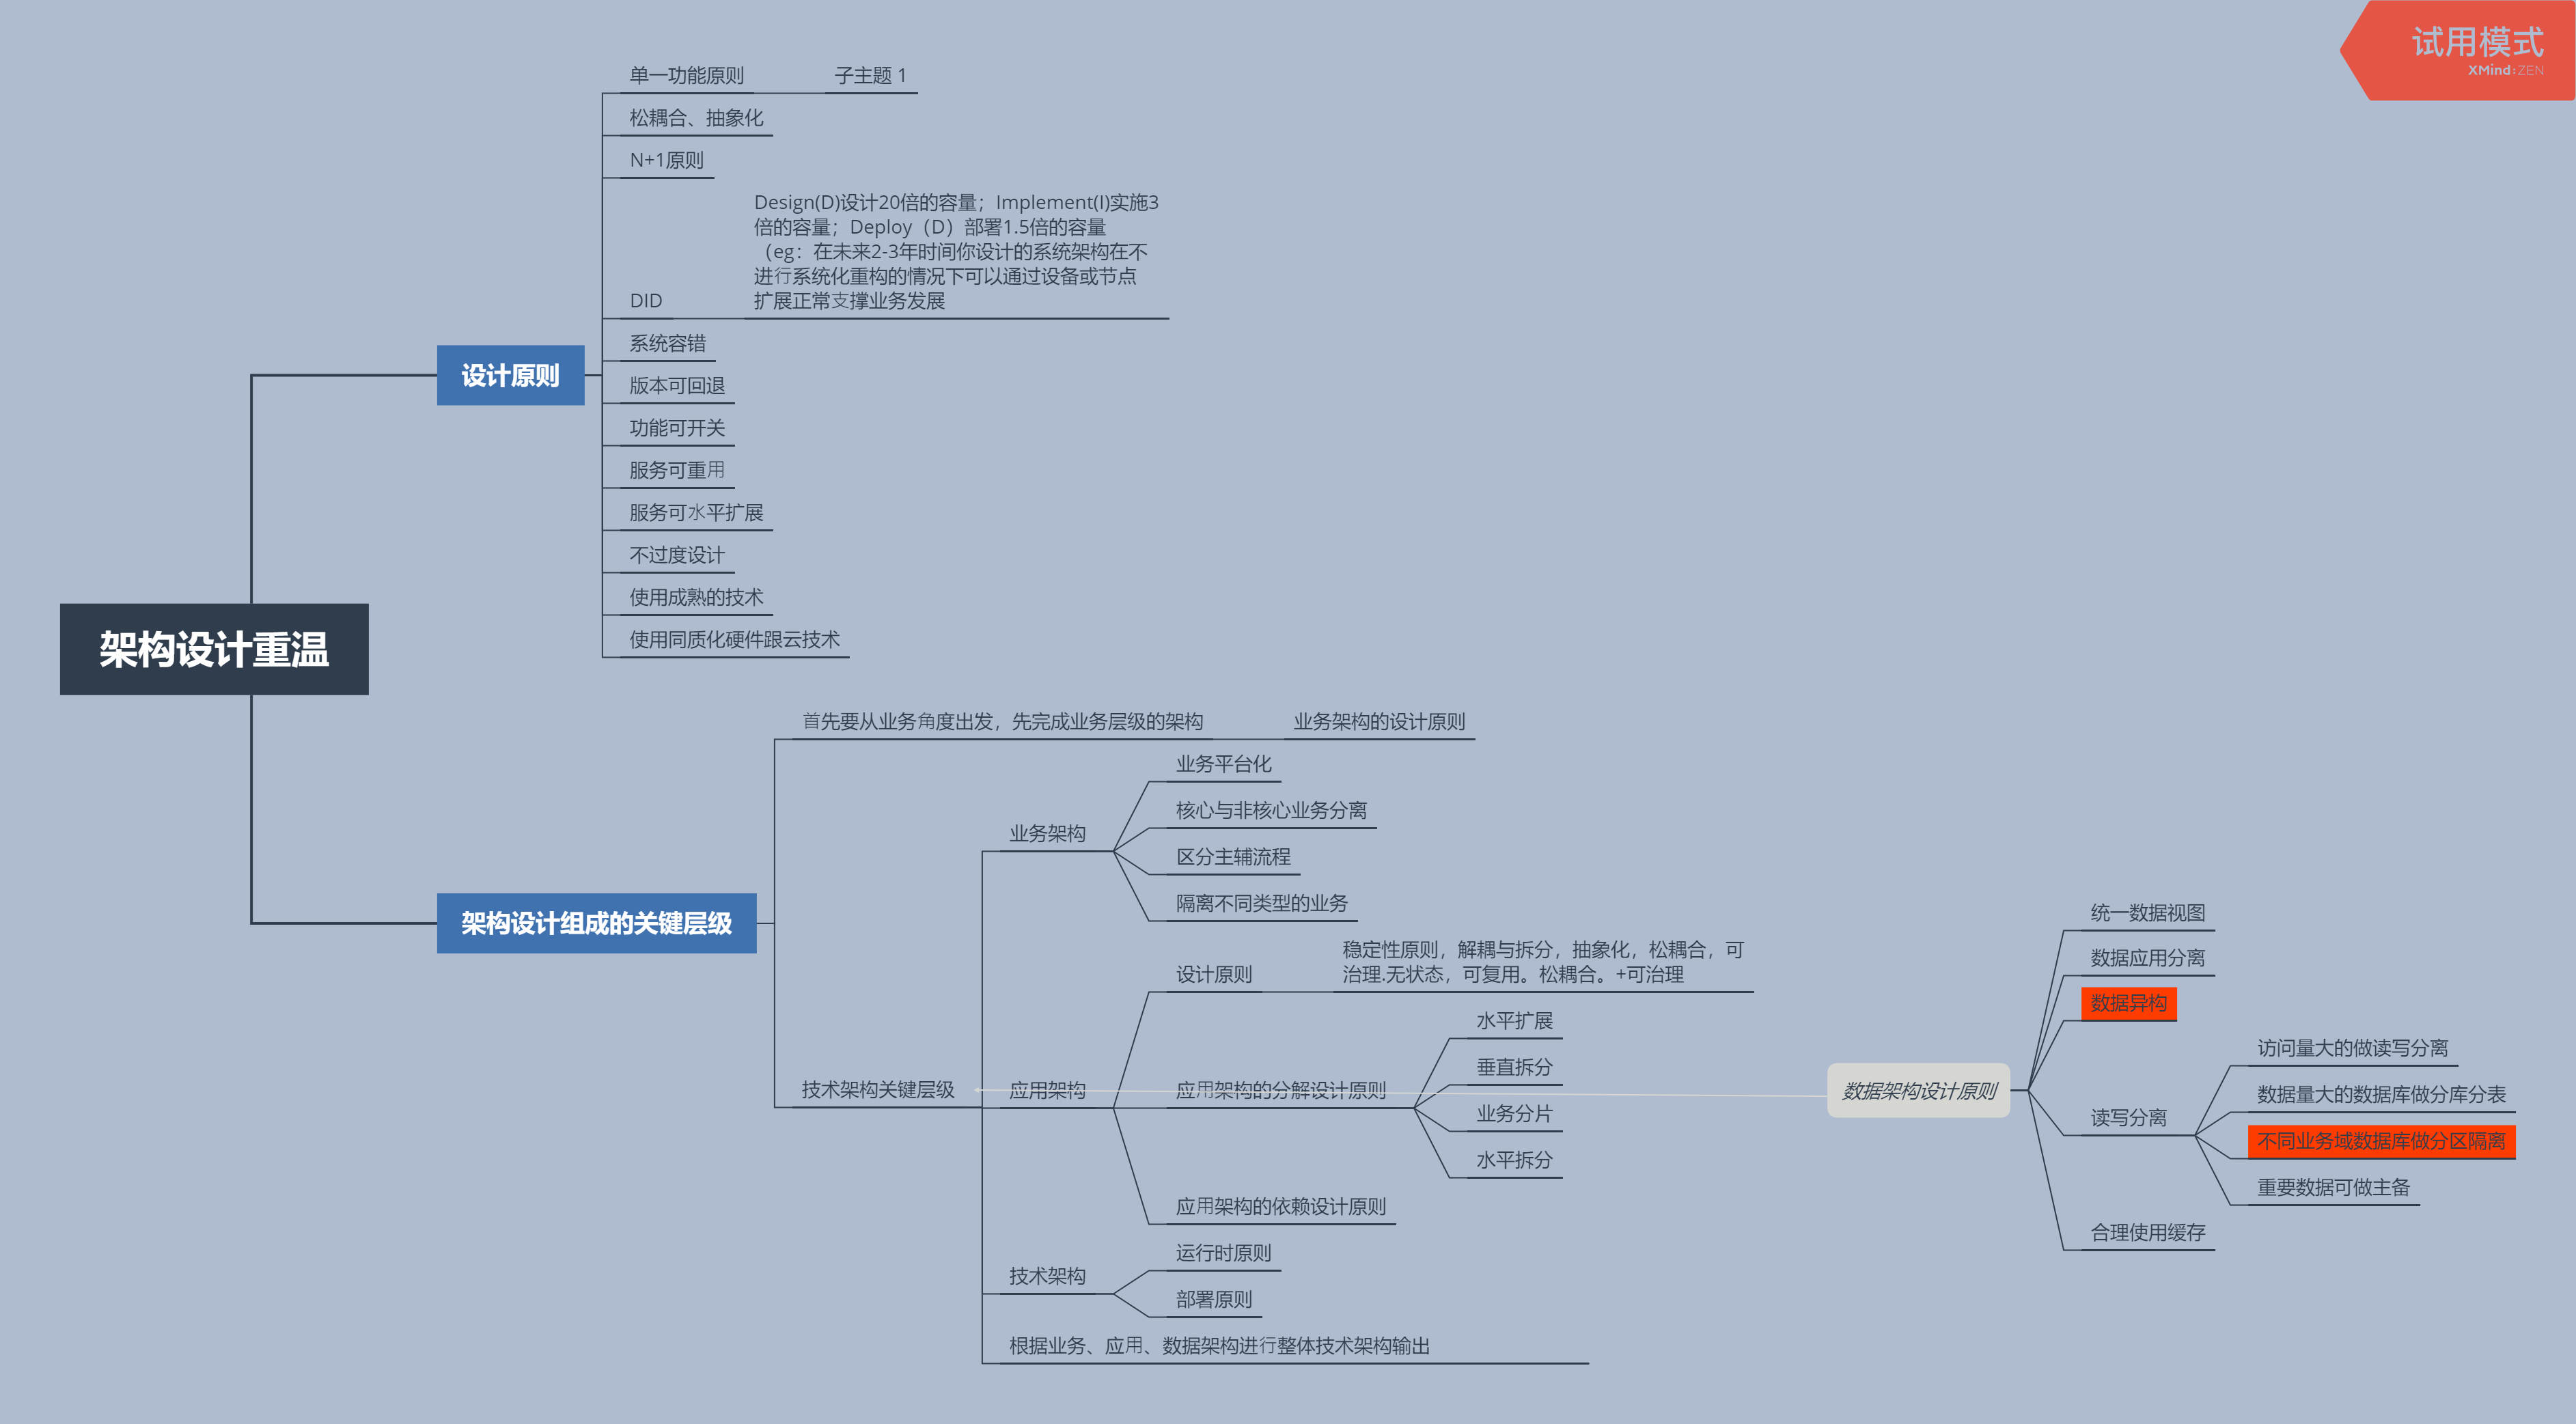 试用模式
XMind:ZEN
架构设计重温
设计原则
单一功能原则
子主题 1
松耦合、抽象化
N+1原则
DID
Design(D)设计20倍的容量；Implement(I)实施3
倍的容量；Deploy（D）部署1.5倍的容量
（eg：在未来2-3年时间你设计的系统架构在不
进行系统化重构的情况下可以通过设备或节点
扩展正常支撑业务发展
系统容错
版本可回退
功能可开关
服务可重用
服务可水平扩展
不过度设计
使用成熟的技术
使用同质化硬件跟云技术
架构设计组成的关键层级
首先要从业务角度出发，先完成业务层级的架构
业务架构的设计原则
技术架构关键层级
业务架构
业务平台化
核心与非核心业务分离
区分主辅流程
隔离不同类型的业务
应用架构
设计原则
稳定性原则，解耦与拆分，抽象化，松耦合，可
治理.无状态，可复用。松耦合。+可治理
应用架构的分解设计原则
水平扩展
垂直拆分
业务分片
水平拆分
应用架构的依赖设计原则
技术架构
运行时原则
部署原则
根据业务、应用、数据架构进行整体技术架构输出
数据架构设计原则
统一数据视图
数据应用分离
数据异构
读写分离
访问量大的做读写分离
数据量大的数据库做分库分表
不同业务域数据库做分区隔离
重要数据可做主备
合理使用缓存